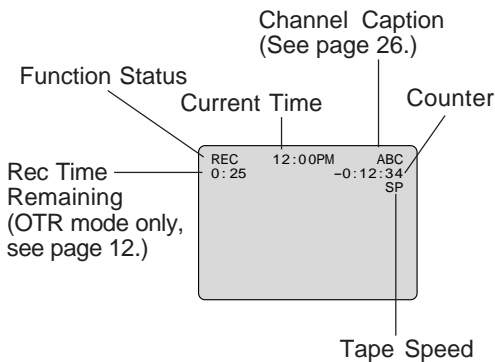 Channel Caption
(See page 26.)
Function Status
Current Time
Counter
REC 12:00PM ABC
0:25 -0:12:34
SP
Rec Time
Remaining
(OTR mode only,
see page 12.)
Tape Speed